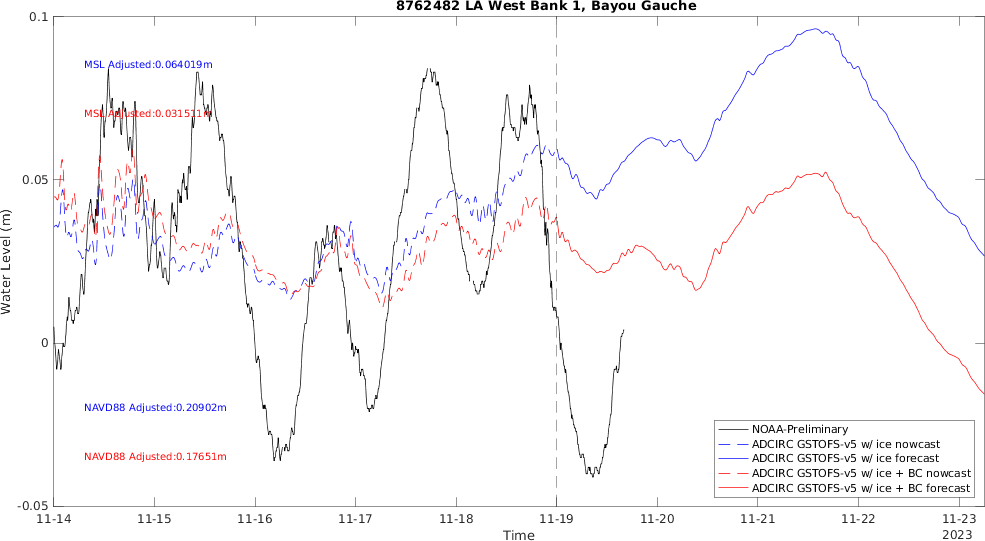 8762482 LA West Bank 1, Bayou Gauche
0.1
0.05
0
-0.05
Water Level (m)
MSL Adjusted:0.064019m
MSL Adjusted:0.031511m
NAVD88 Adjusted:0.20902m
NAVD88 Adjusted:0.17651m
NOAA-Preliminary
ADCIRC GSTOFS-v5 w/ ice nowcast
ADCIRC GSTOFS-v5 w/ ice forecast
ADCIRC GSTOFS-v5 w/ ice + BC nowcast
ADCIRC GSTOFS-v5 w/ ice + BC forecast
11-14 11-15 11-16 11-17 11-18 11-19 11-20 11-21 11-22 11-23
2023
Time